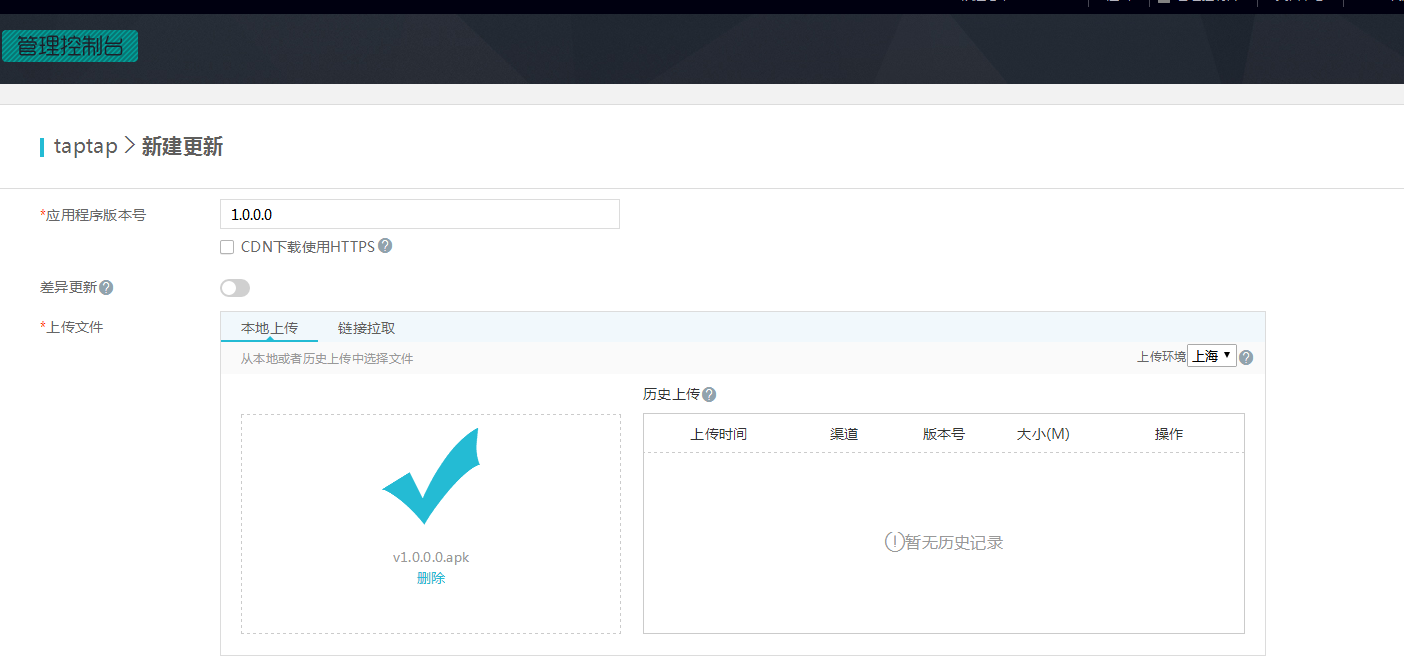 管理控制台
taptap > 新建更新
*应用程序版本号
1.0.0.0
CDN下载使用HTTPS ?
差异更新 ?
*上传文件
本地上传 链接拉取
从本地或者历史上传中选择文件
上传环境 上海 ▼ ?
历史上传 ?
上传时间 渠道 版本号 大小(M) 操作
v1.0.0.0.apk
删除
暂无历史记录